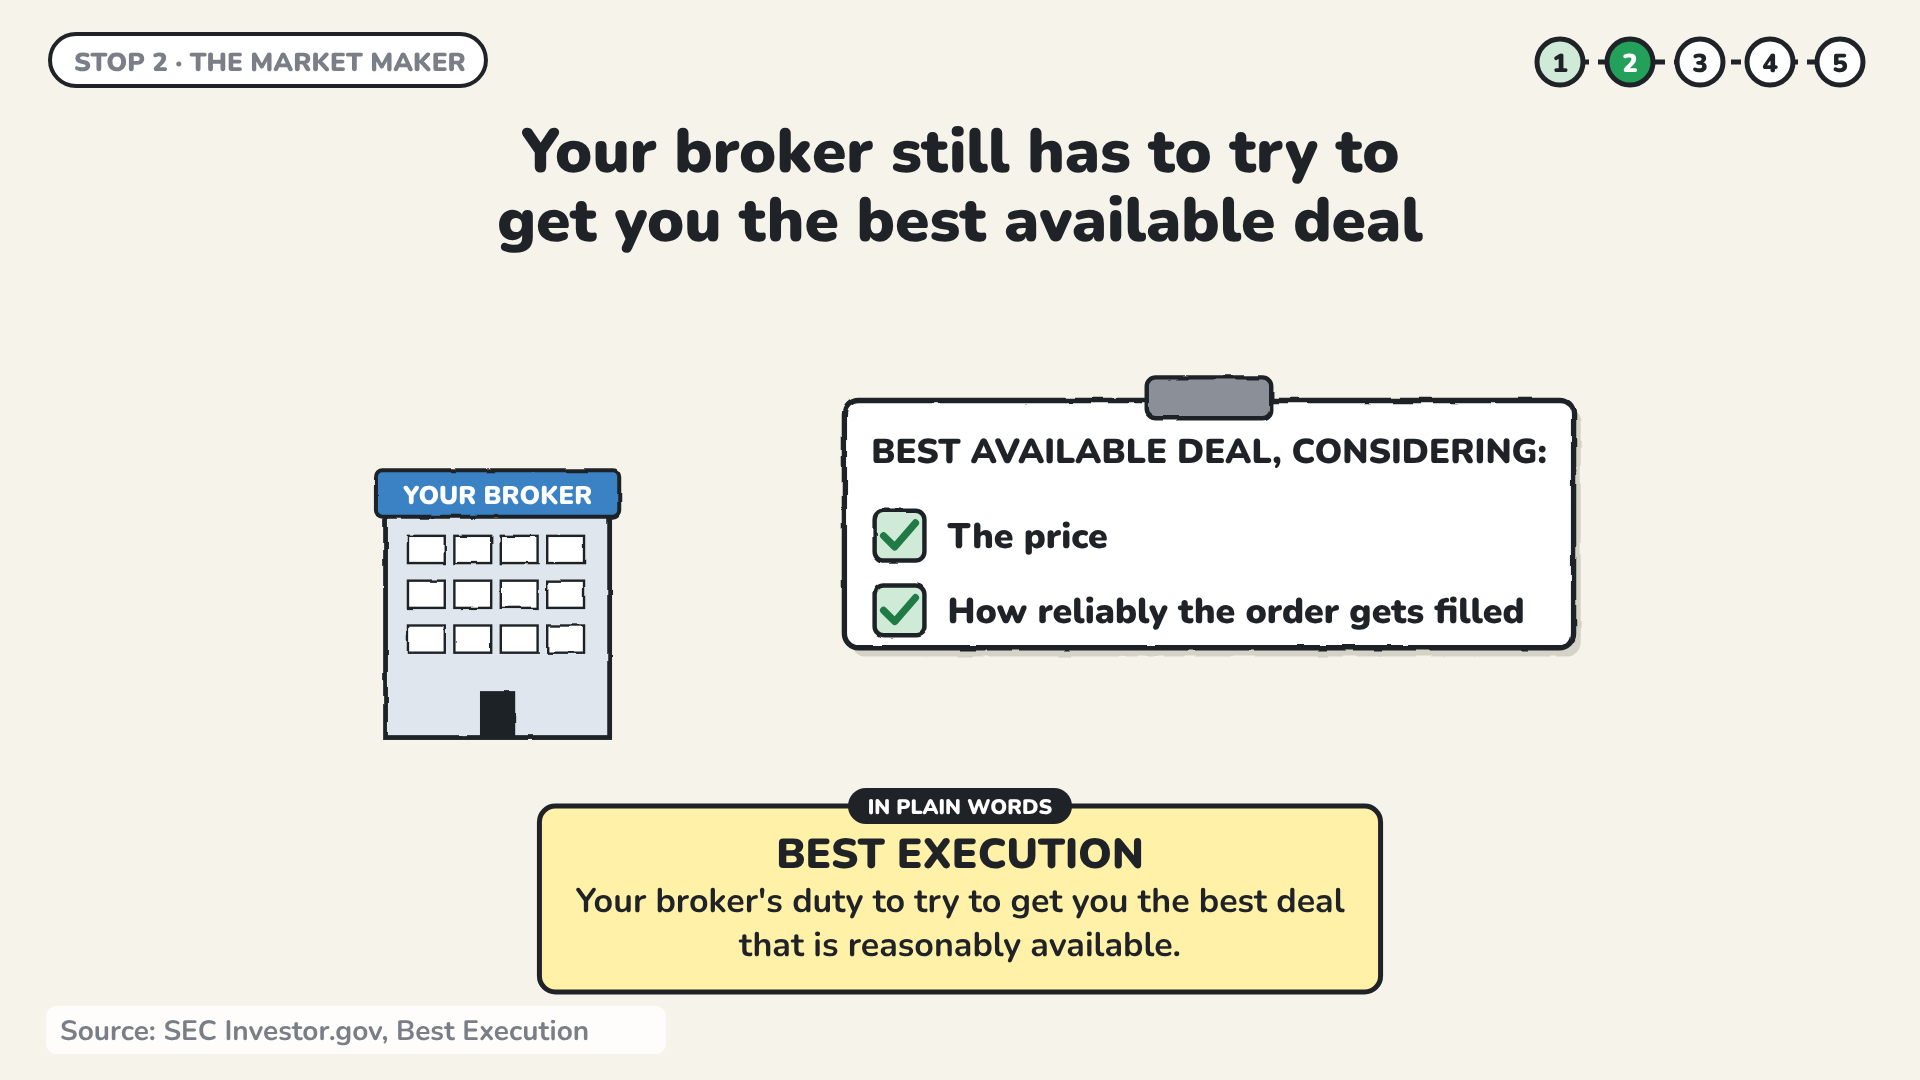 STOP 2 · THE MARKET MAKER
1 2 3 4 5
Your broker still has to try to
get you the best available deal
YOUR BROKER
BEST AVAILABLE DEAL, CONSIDERING:
The price
How reliably the order gets filled
IN PLAIN WORDS
BEST EXECUTION
Your broker's duty to try to get you the best deal
that is reasonably available.
Source: SEC Investor.gov, Best Execution